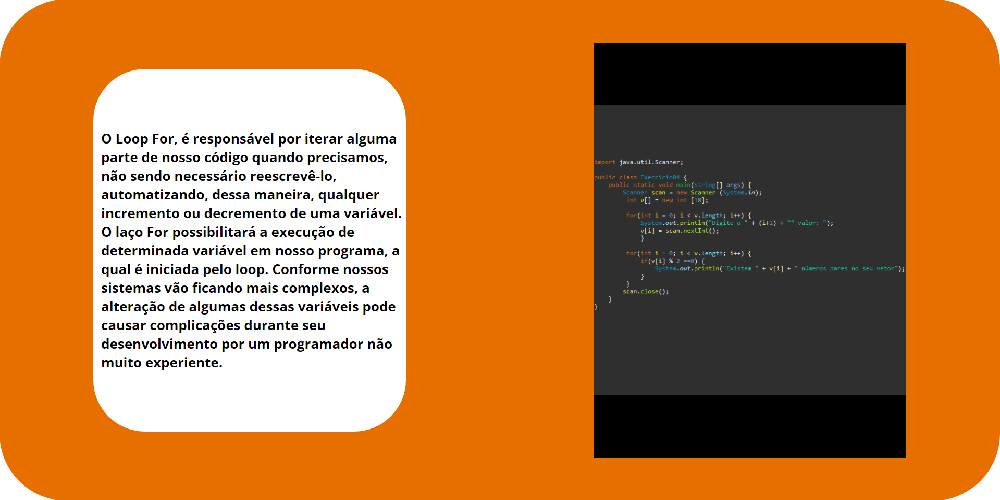 O Loop For, é responsável por iterar alguma
parte de nosso código quando precisamos,
não sendo necessário reescrevê-lo,
automatizando, dessa maneira, qualquer
incremento ou decremento de uma variável.
O laço For possibilitará a execução de
determinada variável em nosso programa, a
qual é iniciada pelo loop. Conforme nossos
sistemas vão ficando mais complexos, a
alteração de algumas dessas variáveis pode
causar complicações durante seu
desenvolvimento por um programador não
muito experiente.
import java.util.Scanner;
public class Exercicio04 {
public static void main(String[] args) {
Scanner scan = new Scanner (System.in);
int v[] = new int [10];
for(int i = 0; i < v.length; i++) {
System.out.println("Digite o " + (i+1) + "° valor: ");
v[i] = scan.nextInt();
}
for(int i = 0; i < v.length; i++) {
if(v[i] % 2 ==0) {
System.out.println("Existem " + v[i] + " números pares no seu vetor");
}
}
scan.close();
}
}